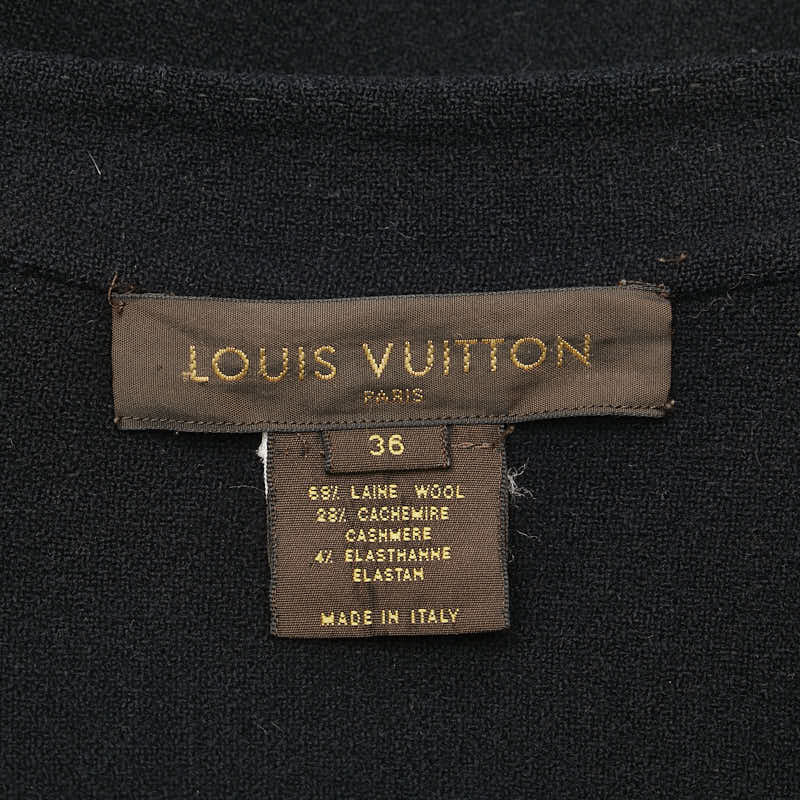 LOUIS VUITTON
PARIS
36
68% LAINE WOOL
28% CACHEMIRE
CASHMERE
4% ELASTHANNE
ELASTAN
MADE IN ITALY